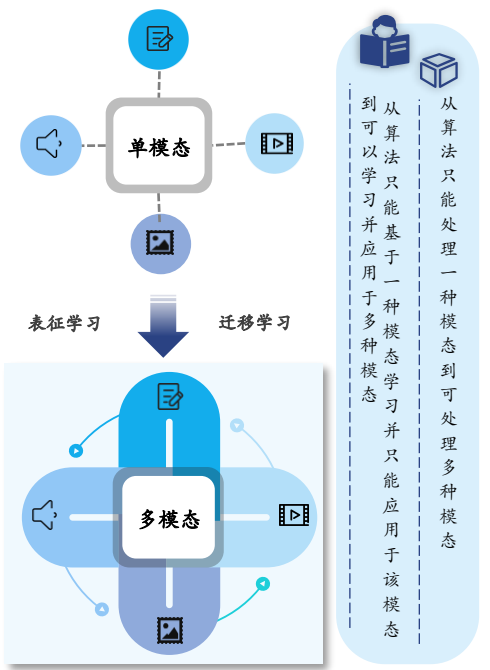 单模态
表征学习
迁移学习
多模态
从算法只能处理一种模态到可处理多种模态
从算法只能基于一种模态学习并只能应用于该模态
到可以学习并应用于多种模态